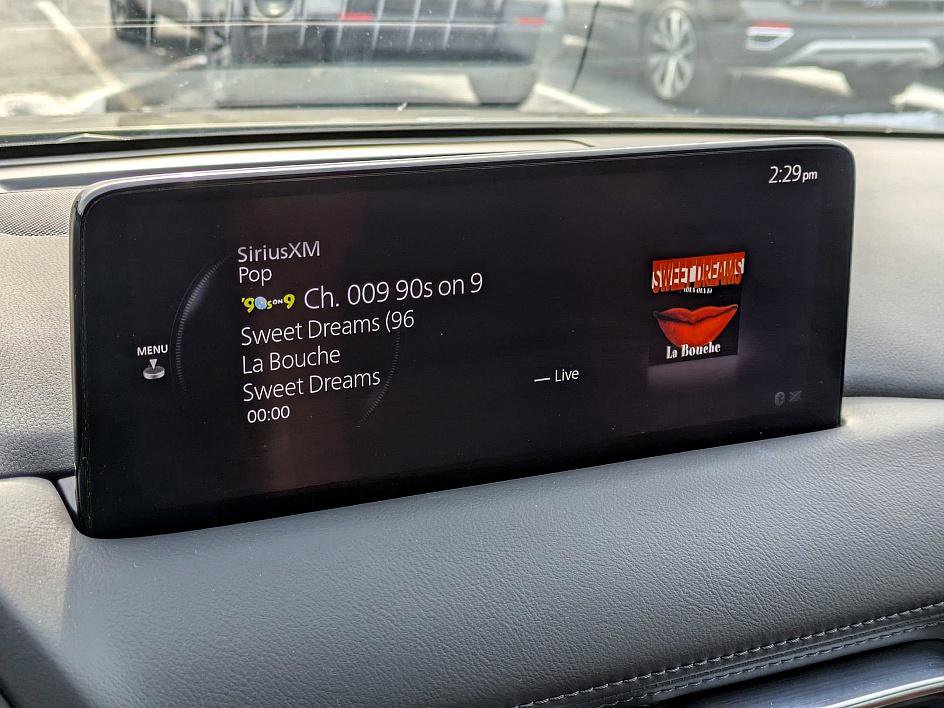 2:29pm
SiriusXM
Pop
'90s ON 9 Ch. 009 90s on 9
Sweet Dreams (96
La Bouche
Sweet Dreams
00:00
MENU
Live
SWEET DREAMS
La Bouche